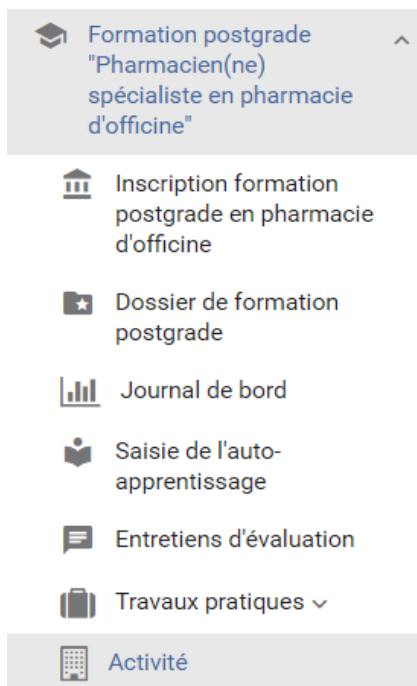 Formation postgrade
"Pharmacien(ne)
spécialiste en pharmacie
d'officine"
Inscription formation
postgrade en pharmacie
d'officine
Dossier de formation
postgrade
Journal de bord
Saisie de l'auto-
apprentissage
Entretiens d'évaluation
Travaux pratiques
Activité